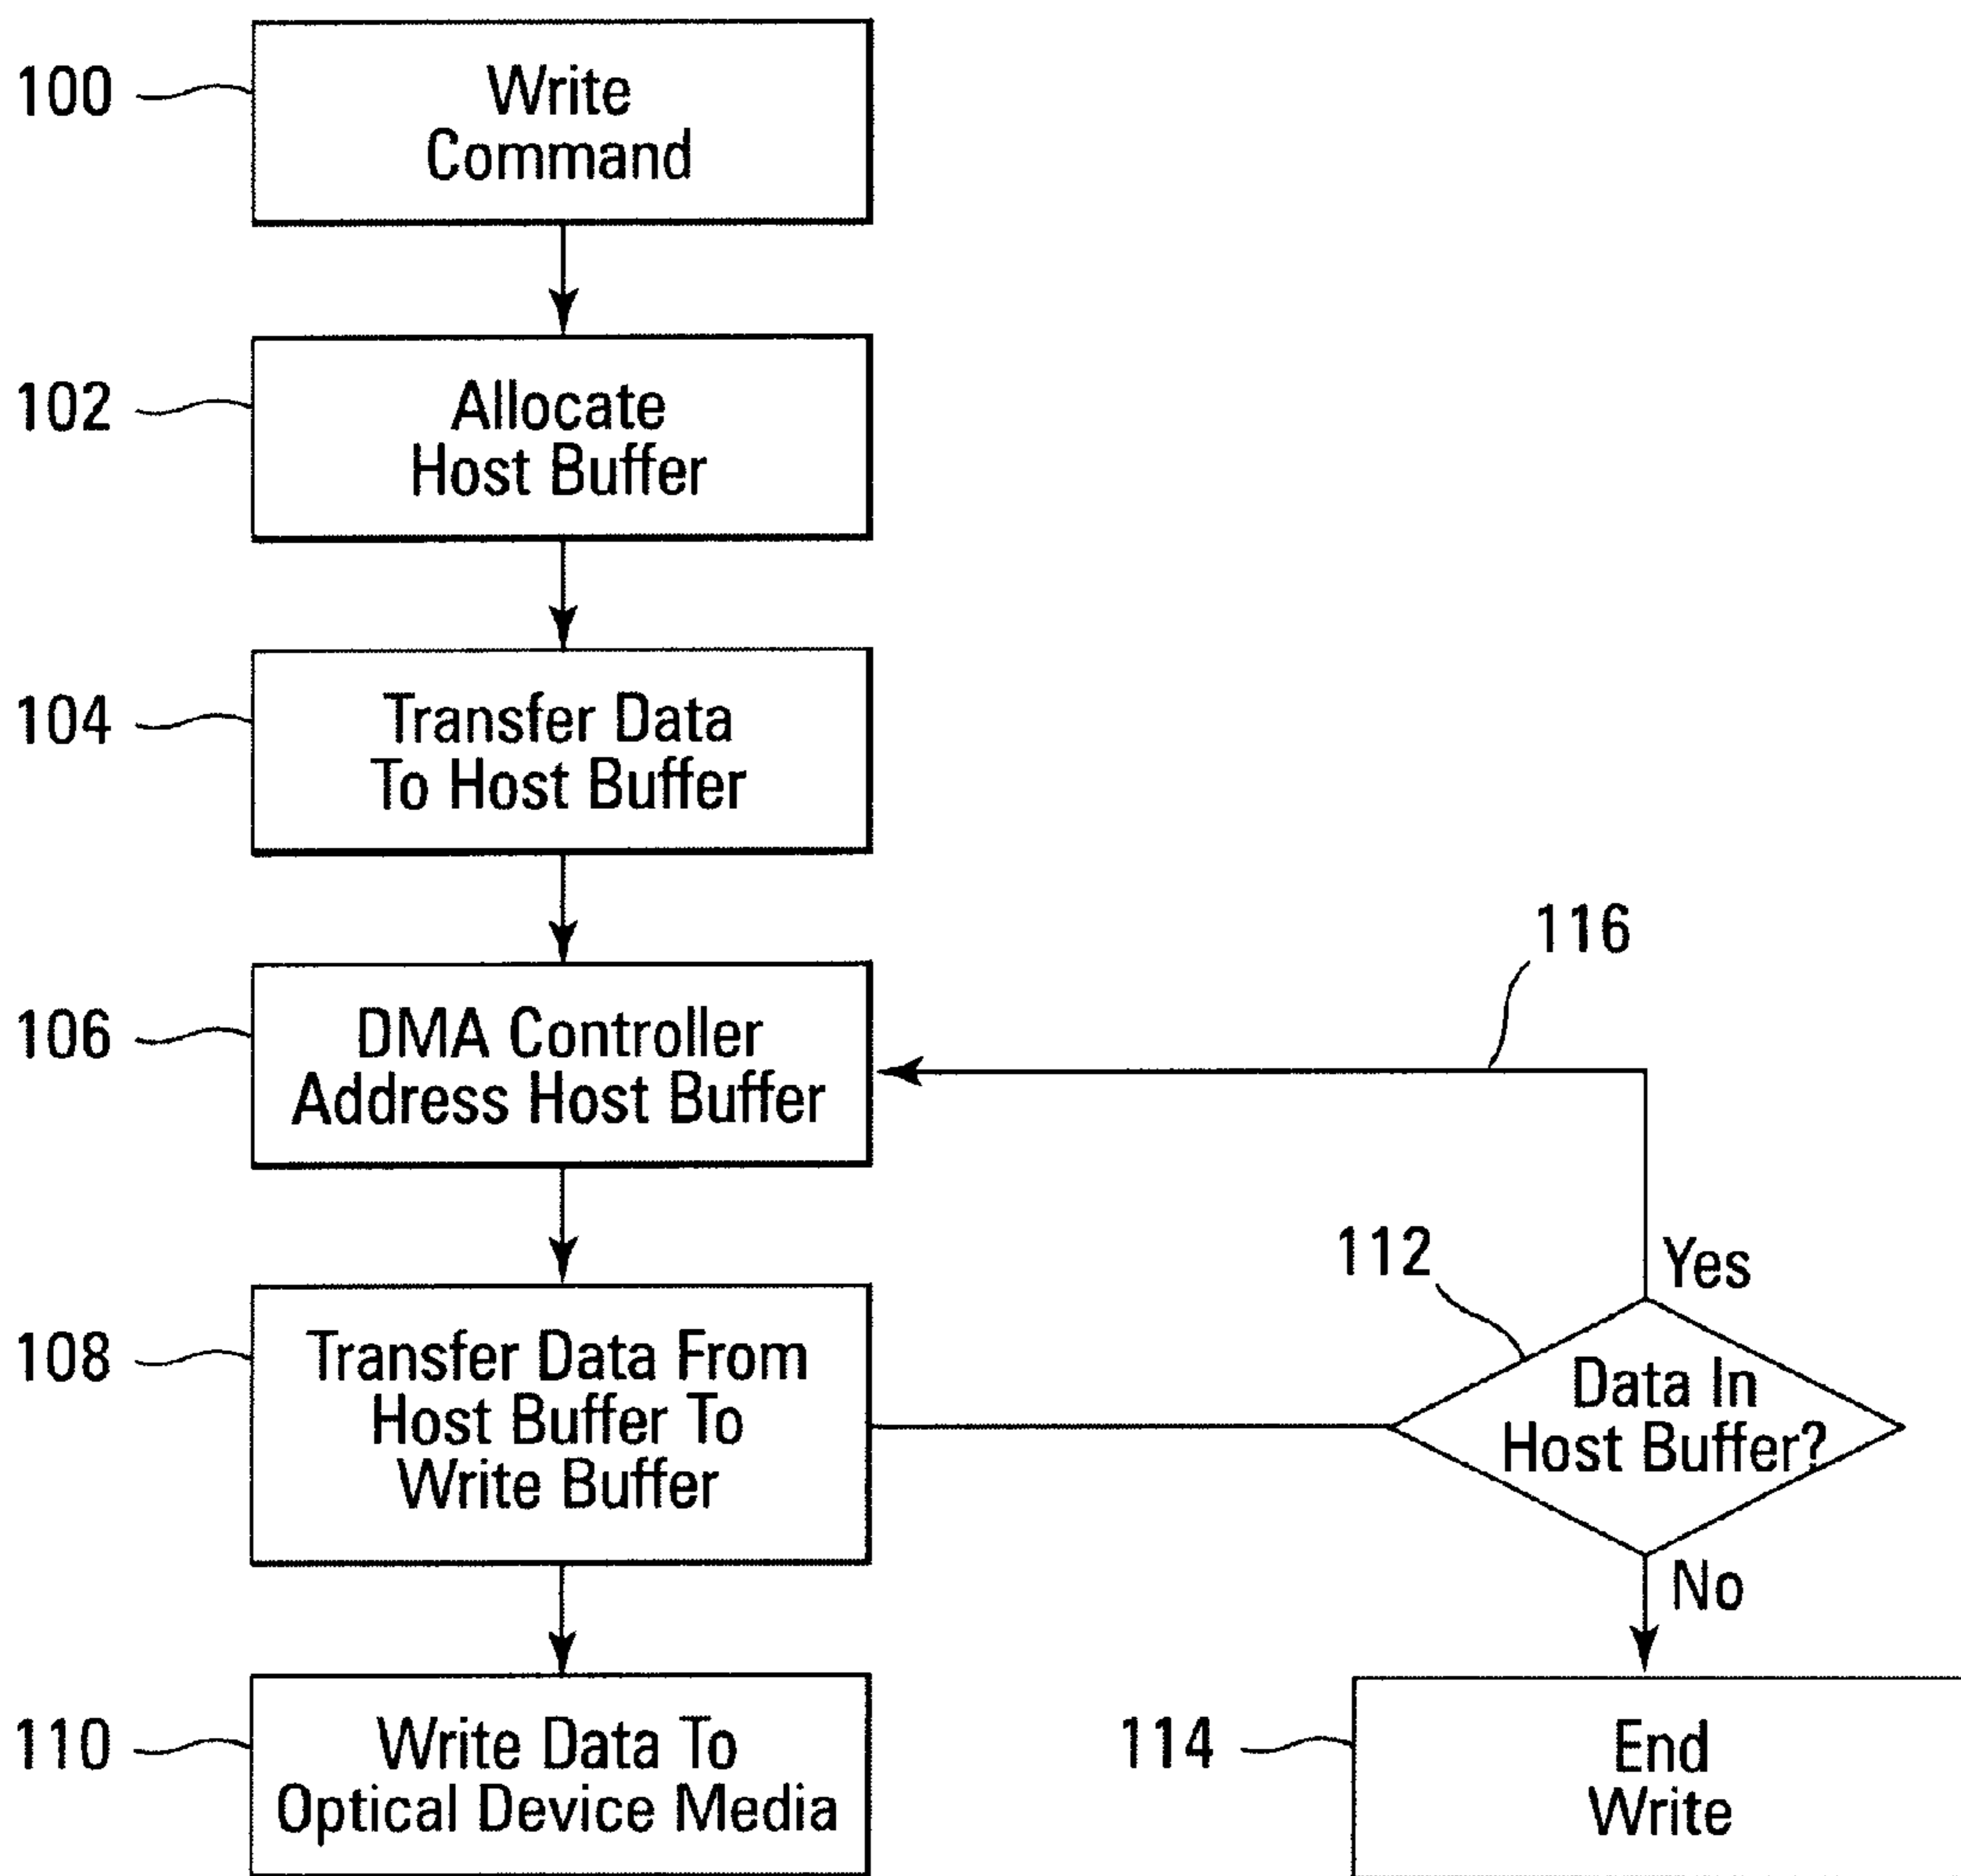 100
Write
Command
102
Allocate
Host Buffer
104
Transfer Data
To Host Buffer
116
106
DMA Controller
Address Host Buffer
112
Yes
108
Transfer Data From
Host Buffer To
Write Buffer
Data In
Host Buffer?
No
110
Write Data To
Optical Device Media
114
End
Write